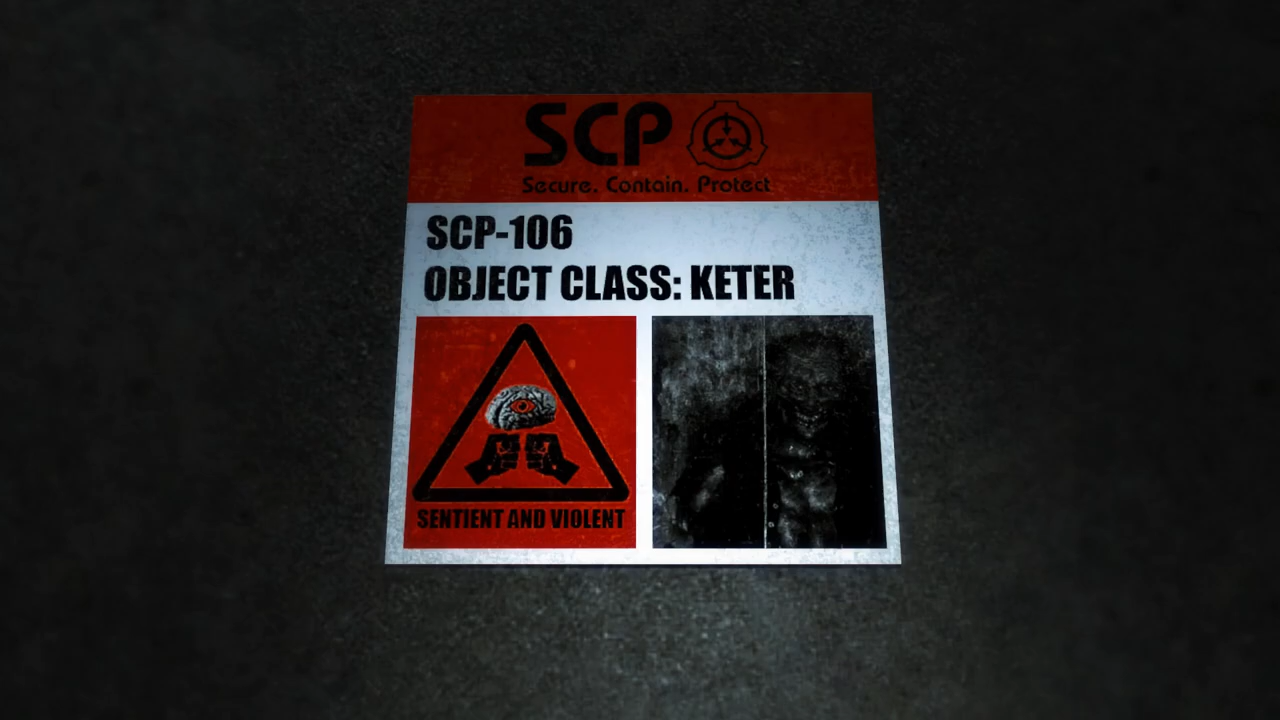 SCP
Secure. Contain. Protect
SCP-106
OBJECT CLASS: KETER
SENTIENT AND VIOLENT